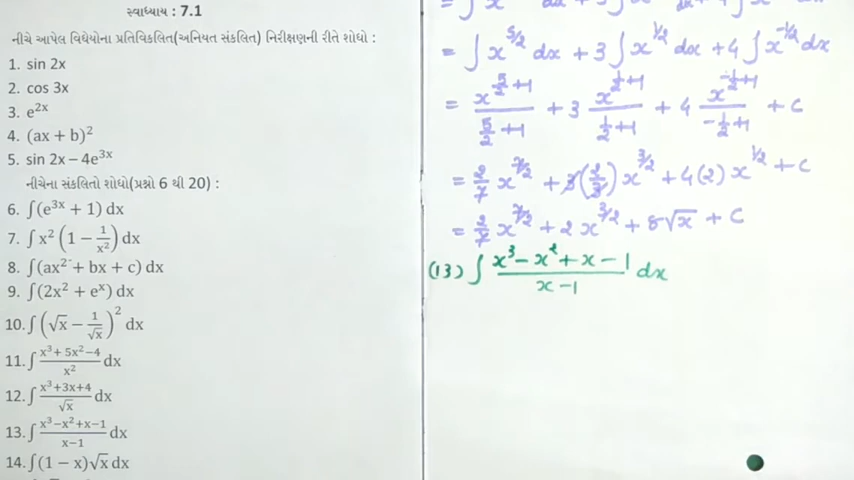 સ્વાધ્યાય : 7.1
નીચે આપેલ વિધેયોના પ્રતિવિકલિત(અનિયત સંકલિત) નિરીક્ષણની રીતે શોધો :
1. sin 2x
2. cos 3x
3. e^{2x}
4. (ax + b)^2
5. sin 2x – 4e^{3x}
નીચેના સંકલિતો શોધો(પ્રશ્નો 6 થી 20) :
6. ∫(e^{3x} + 1) dx
7. ∫x^2 (1 – 1/x^2) dx
8. ∫(ax^2 + bx + c) dx
9. ∫(2x^2 + e^x) dx
10. ∫(√x – 1/√x)^2 dx
11. ∫ (x^3 + 5x^2 – 4)/x^2 dx
12. ∫ (x^3+3x+4)/√x dx
13. ∫ (x^3–x^2+x–1)/(x–1) dx
14. ∫(1 – x)√x dx
= ∫ x^{5/2} dx + 3 ∫ x^{1/2} dx + 4 ∫ x^{-1/2} dx
= x^{5/2+1}/(5/2+1) + 3 x^{1/2+1}/(1/2+1) + 4 x^{-1/2+1}/(-1/2+1) + c
= 2/7 x^{7/2} + 3(2/3) x^{3/2} + 4(2) x^{1/2} + C
= 2/7 x^{7/2} + 2 x^{3/2} + 8√x + C
(13) ∫ (x^3 – x^2 + x – 1)/(x – 1) dx